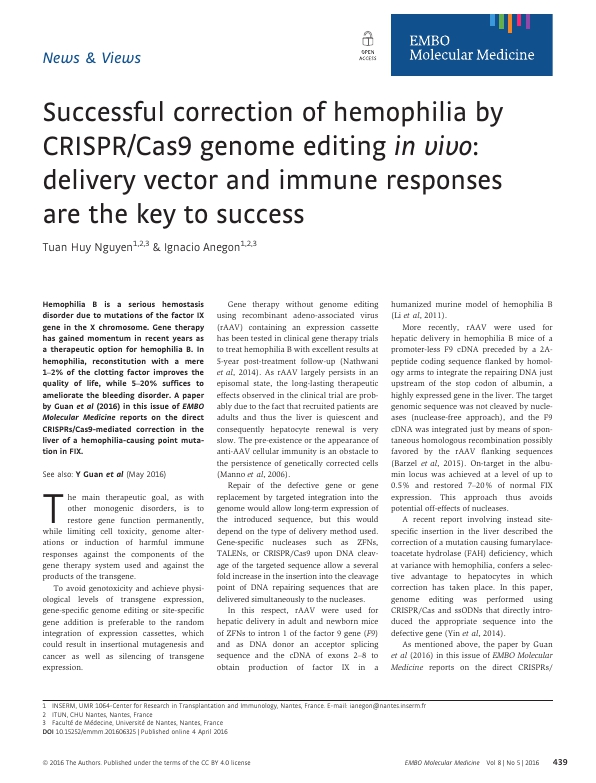 News & Views
OPEN
ACCESS
EMBO
Molecular Medicine
Successful correction of hemophilia by
CRISPR/Cas9 genome editing in vivo:
delivery vector and immune responses
are the key to success
Tuan Huy Nguyen1,2,3 & Ignacio Anegon1,2,3
Hemophilia B is a serious hemostasis
disorder due to mutations of the factor IX
gene in the X chromosome. Gene therapy
has gained momentum in recent years as
a therapeutic option for hemophilia B. In
hemophilia, reconstitution with a mere
1–2% of the clotting factor improves the
quality of life, while 5–20% suffices to
ameliorate the bleeding disorder. A paper
by Guan et al (2016) in this issue of EMBO
Molecular Medicine reports on the direct
CRISPRs/Cas9-mediated correction in the
liver of a hemophilia-causing point muta-
tion in FIX.
See also: Y Guan et al (May 2016)
The main therapeutic goal, as with
other monogenic disorders, is to
restore gene function permanently,
while limiting cell toxicity, genome alter-
ations or induction of harmful immune
responses against the components of the
gene therapy system used and against the
products of the transgene.
To avoid genotoxicity and achieve physi-
ological levels of transgene expression,
gene-specific genome editing or site-specific
gene addition is preferable to the random
integration of expression cassettes, which
could result in insertional mutagenesis and
cancer as well as silencing of transgene
expression.
Gene therapy without genome editing
using recombinant adeno-associated virus
(rAAV) containing an expression cassette
has been tested in clinical gene therapy trials
to treat hemophilia B with excellent results at
5-year post-treatment follow-up (Nathwani
et al, 2014). As rAAV largely persists in an
episomal state, the long-lasting therapeutic
effects observed in the clinical trial are prob-
ably due to the fact that recruited patients are
adults and thus the liver is quiescent and
consequently hepatocyte renewal is very
slow. The pre-existence or the appearance of
anti-AAV cellular immunity is an obstacle to
the persistence of genetically corrected cells
(Manno et al, 2006).
Repair of the defective gene or gene
replacement by targeted integration into the
genome would allow long-term expression of
the introduced sequence, but this would
depend on the type of delivery method used.
Gene-specific nucleases such as ZFNs,
TALENs, or CRISPR/Cas9 upon DNA cleav-
age of the targeted sequence allow a several
fold increase in the insertion into the cleavage
point of DNA repairing sequences that are
delivered simultaneously to the nucleases.
In this respect, rAAV were used for
hepatic delivery in adult and newborn mice
of ZFNs to intron 1 of the factor 9 gene (F9)
and as DNA donor an acceptor splicing
sequence and the cDNA of exons 2–8 to
obtain production of factor IX in a
humanized murine model of hemophilia B
(Li et al, 2011).
More recently, rAAV were used for
hepatic delivery in hemophilia B mice of a
promoter-less F9 cDNA preceded by a 2A-
peptide coding sequence flanked by homol-
ogy arms to integrate the repairing DNA just
upstream of the stop codon of albumin, a
highly expressed gene in the liver. The target
genomic sequence was not cleaved by nucle-
ases (nuclease-free approach), and the F9
cDNA was integrated just by means of spon-
taneous homologous recombination possibly
favored by the rAAV flanking sequences
(Barzel et al, 2015). On-target in the albu-
min locus was achieved at a level of up to
0.5% and restored 7–20% of normal FIX
expression. This approach thus avoids
potential off-effects of nucleases.
A recent report involving instead site-
specific insertion in the liver described the
correction of a mutation causing fumarylace-
toacetate hydrolase (FAH) deficiency, which
at variance with hemophilia, confers a selec-
tive advantage to hepatocytes in which
correction has taken place. In this paper,
genome editing was performed using
CRISPR/Cas and ssODNs that directly intro-
duced the appropriate sequence into the
defective gene (Yin et al, 2014).
As mentioned above, the paper by Guan
et al (2016) in this issue of EMBO Molecular
Medicine reports on the direct CRISPRs/
1 INSERM, UMR 1064-Center for Research in Transplantation and Immunology, Nantes, France. E-mail: ianegon@nantes.inserm.fr
2 ITUN, CHU Nantes, Nantes, France
3 Faculté de Médecine, Université de Nantes, Nantes, France
DOI 10.15252/emmm.201606325 | Published online 4 April 2016
© 2016 The Authors. Published under the terms of the CC BY 4.0 license
EMBO Molecular Medicine Vol 8 | No 5 | 2016 439